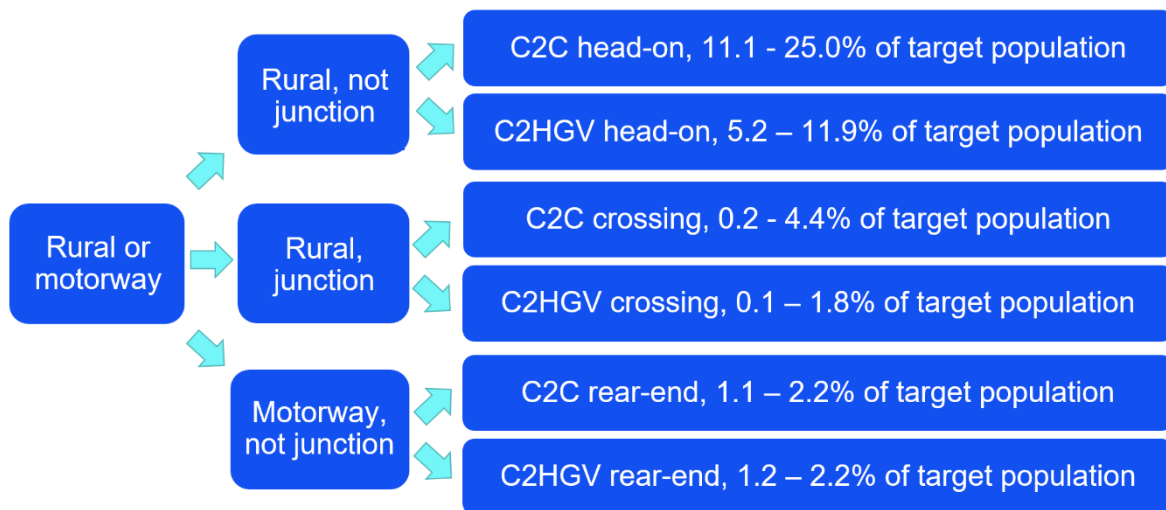 Rural or
motorway
Rural, not
junction
C2C head-on, 11.1 - 25.0% of target population
C2HGV head-on, 5.2 – 11.9% of target population
Rural,
junction
C2C crossing, 0.2 - 4.4% of target population
C2HGV crossing, 0.1 – 1.8% of target population
Motorway,
not junction
C2C rear-end, 1.1 – 2.2% of target population
C2HGV rear-end, 1.2 – 2.2% of target population